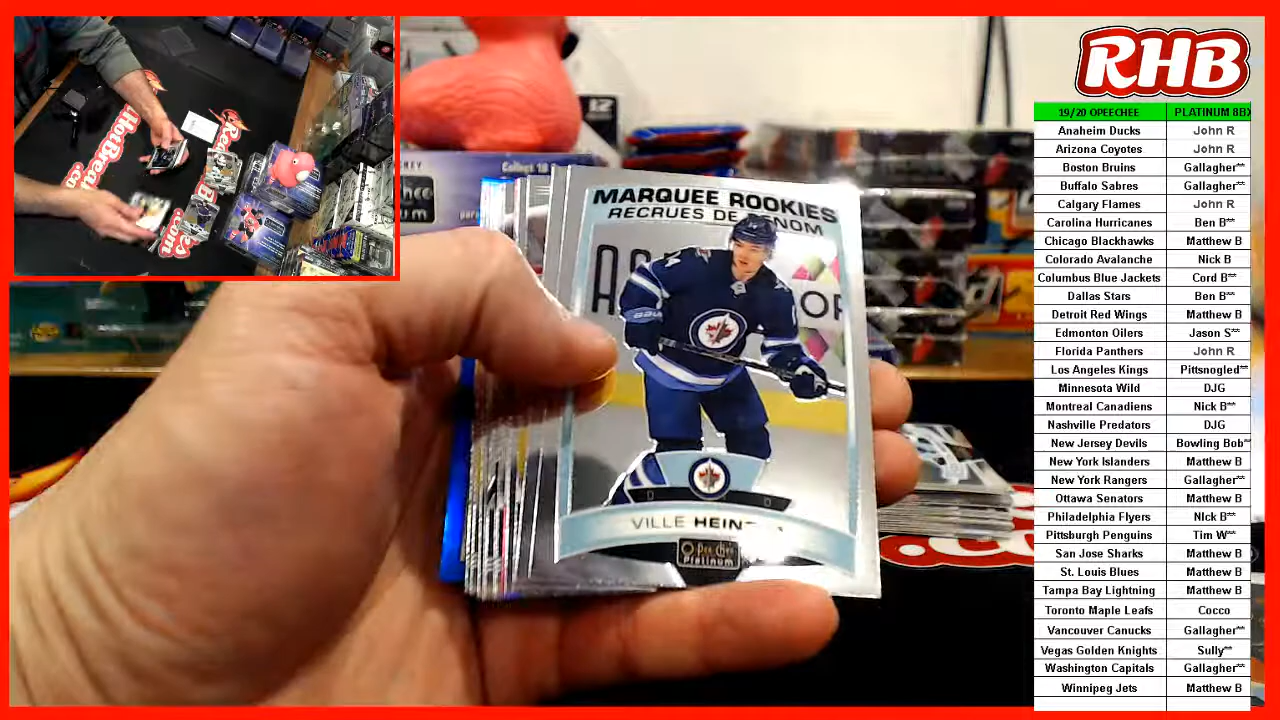 RHB
19/20 OPEECHEE PLATINUM 8BX
Anaheim Ducks John R
Arizona Coyotes John R
Boston Bruins Gallagher**
Buffalo Sabres Gallagher**
Calgary Flames John R
Carolina Hurricanes Ben B**
Chicago Blackhawks Matthew B
Colorado Avalanche Nick B
Columbus Blue Jackets Cord B**
Dallas Stars Ben B**
Detroit Red Wings Matthew B
Edmonton Oilers Jason S**
Florida Panthers John R
Los Angeles Kings Pittsnogled**
Minnesota Wild DJG
Montreal Canadiens Nick B**
Nashville Predators DJG
New Jersey Devils Bowling Bob**
New York Islanders Matthew B
New York Rangers Gallagher**
Ottawa Senators Matthew B
Philadelphia Flyers NIck B**
Pittsburgh Penguins Tim W**
San Jose Sharks Matthew B
St. Louis Blues Matthew B
Tampa Bay Lightning Matthew B
Toronto Maple Leafs Cocco
Vancouver Canucks Gallagher**
Vegas Golden Knights Sully**
Washington Capitals Gallagher**
Winnipeg Jets Matthew B
MARQUEE ROOKIES
RECRUES DE
VILLE
O Pee Chee
Platinum
12